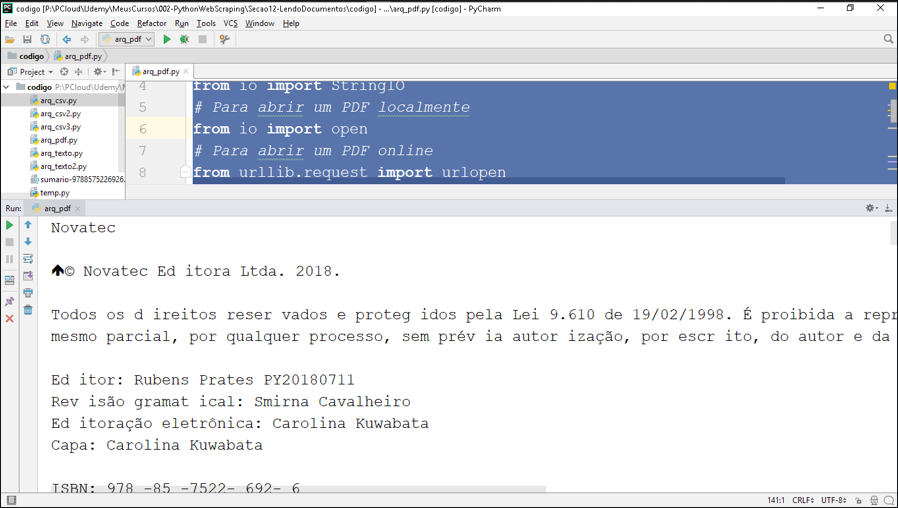 codigo [P:\PCloud\Udemy\MeusCursos\002-PythonWebScraping\Secao12-LendoDocumentos\codigo] - ...\arq_pdf.py [codigo] - PyCharm
File Edit View Navigate Code Refactor Run Tools VCS Window Help
arq_pdf
codigo arq_pdf.py
Project
arq_pdf.py
codigo P:\PCloud\Udemy\M
arq_csv.py
arq_csv2.py
arq_csv3.py
arq_pdf.py
arq_texto.py
arq_texto2.py
sumario-9788575226926.
temp.py
4 from io import StringIO
5 # Para abrir um PDF localmente
6 from io import open
7 # Para abrir um PDF online
8 from urllib.request import urlopen
Run: arq_pdf
Novatec
🡹© Novatec Ed itora Ltda. 2018.
Todos os d ireitos reser vados e proteg idos pela Lei 9.610 de 19/02/1998. É proibida a repr
mesmo parcial, por qualquer processo, sem prév ia autor ização, por escr ito, do autor e da
Ed itor: Rubens Prates PY20180711
Rev isão gramat ical: Smirna Cavalheiro
Ed itoração eletrônica: Carolina Kuwabata
Capa: Carolina Kuwabata
ISBN: 978 -85 -7522- 692- 6
141:1 CRLF UTF-8